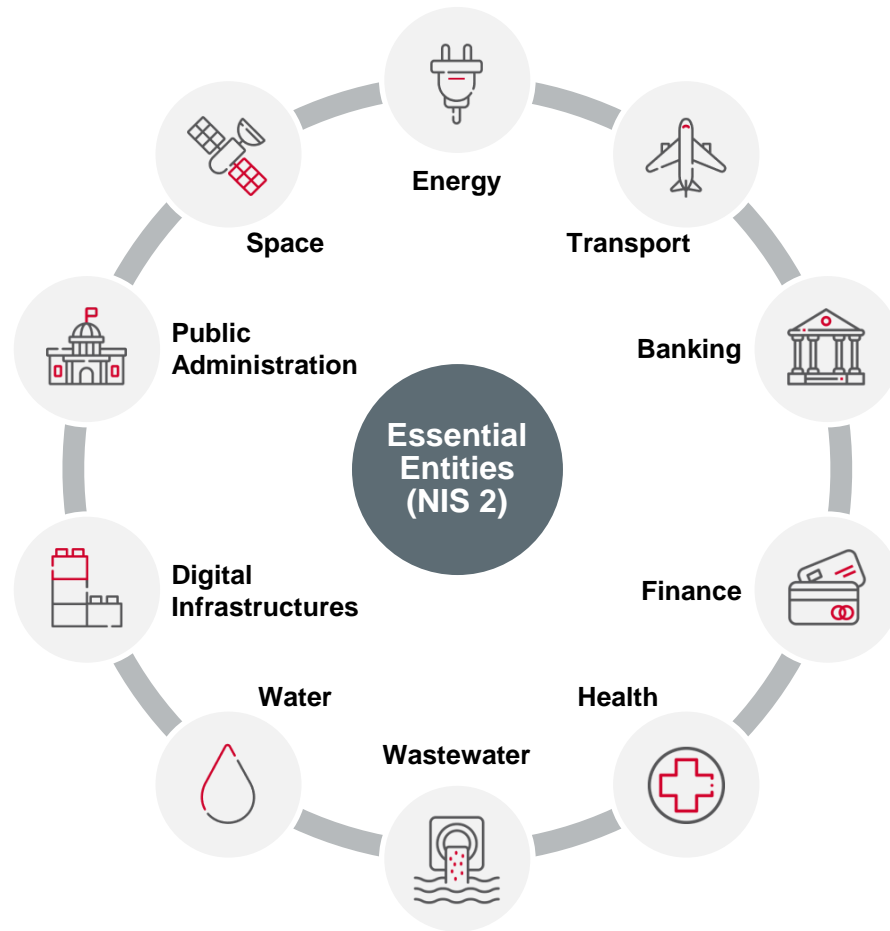 Energy
Space
Transport
Public
Administration
Banking
Essential
Entities
(NIS 2)
Digital
Infrastructures
Finance
Water
Health
Wastewater